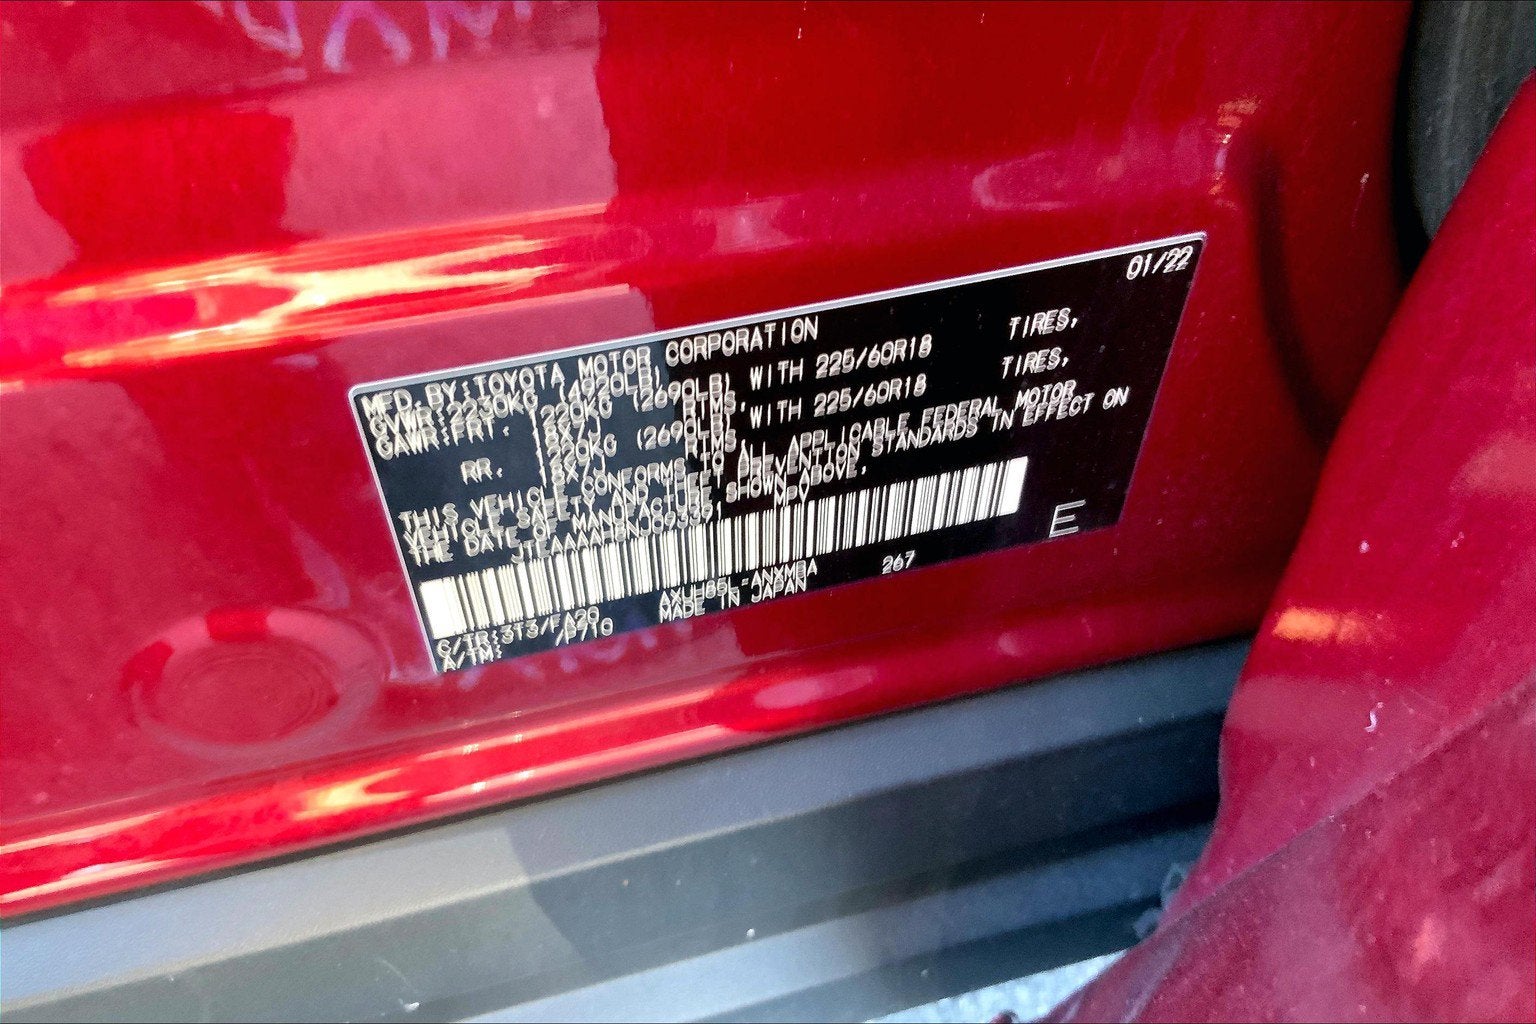 01/22
MFD. BY: TOYOTA MOTOR CORPORATION
GVWR: 2230KG (4920LB)
GAWR: FRT. 1220KG (2690LB) WITH 225/60R18 TIRES,
18X7J RIMS,
RR. 1220KG (2690LB) WITH 225/60R18 TIRES,
18X7J RIMS,
THIS VEHICLE CONFORMS TO ALL APPLICABLE FEDERAL MOTOR
VEHICLE SAFETY AND THEFT PREVENTION STANDARDS IN EFFECT ON
THE DATE OF MANUFACTURE SHOWN ABOVE.
JTEAAAAH8NJ093391 MPV
E
C/TR: 3T3/FA20 AXUH85L-ANXMBA 267
A/TM: /P710 MADE IN JAPAN